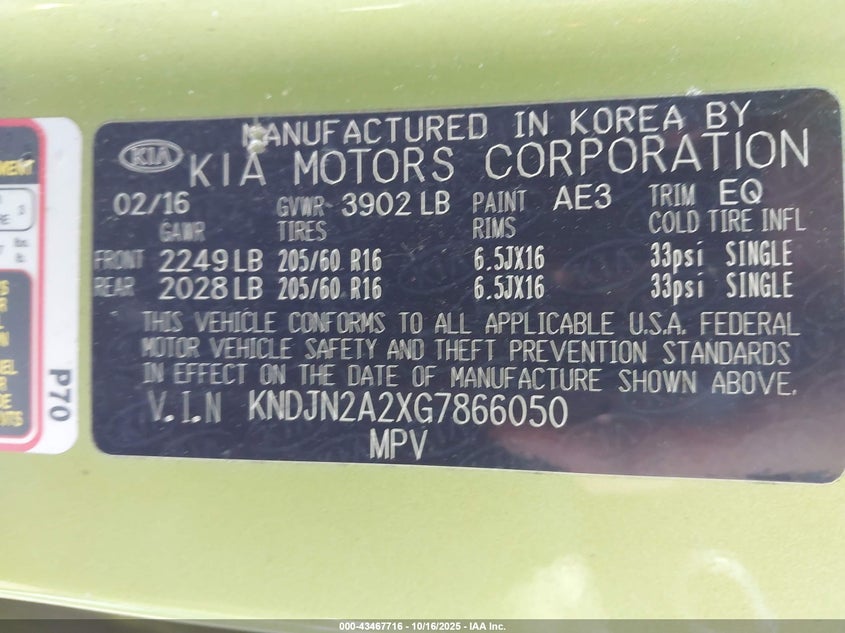 MANUFACTURED IN KOREA BY
KIA KIA MOTORS CORPORATION
02/16 GVWR 3902 LB PAINT AE3 TRIM EQ
GAWR TIRES RIMS COLD TIRE INFL
FRONT 2249 LB 205/60 R16 6.5JX16 33psi SINGLE
REAR 2028 LB 205/60 R16 6.5JX16 33psi SINGLE
THIS VEHICLE CONFORMS TO ALL APPLICABLE U.S.A. FEDERAL
MOTOR VEHICLE SAFETY AND THEFT PREVENTION STANDARDS
IN EFFECT ON THE DATE OF MANUFACTURE SHOWN ABOVE.
V.I.N KNDJN2A2XG7866050
MPV
P70
000-43467716 - 10/16/2025 - IAA Inc.